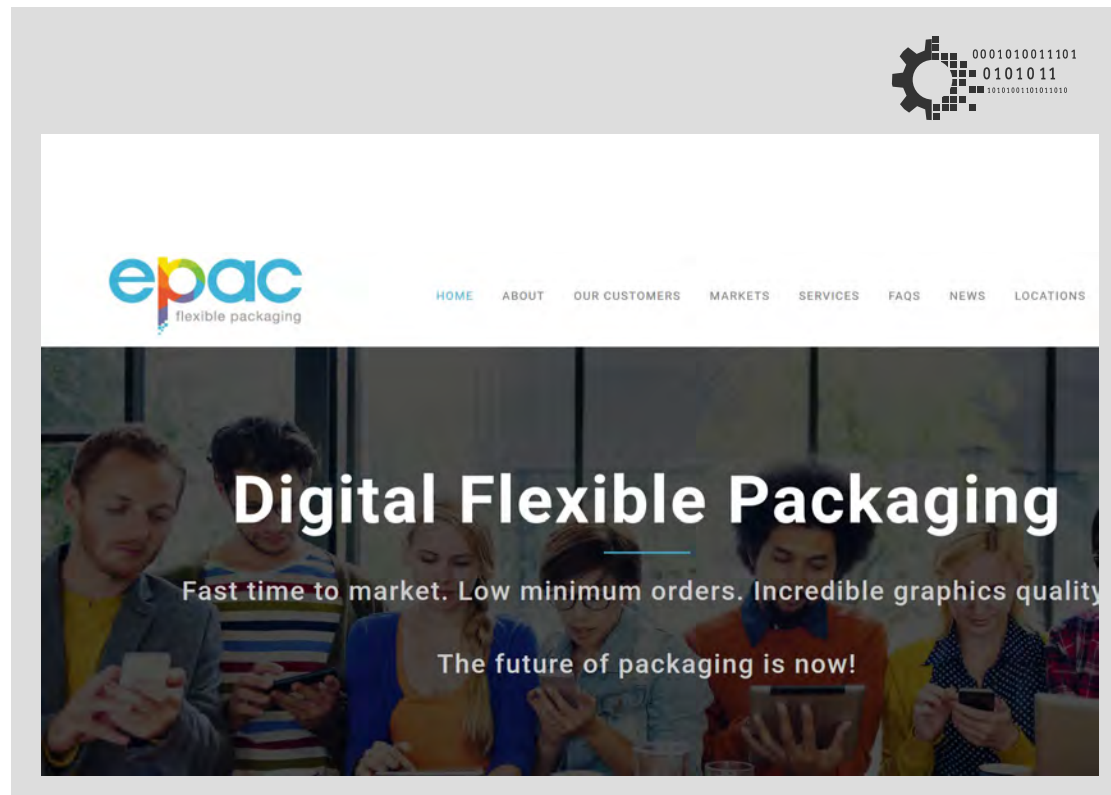 0001010011101
0101011
10101001101011010
epac
flexible packaging
HOME ABOUT OUR CUSTOMERS MARKETS SERVICES FAQS NEWS LOCATIONS
Digital Flexible Packaging
Fast time to market. Low minimum orders. Incredible graphics quality
The future of packaging is now!